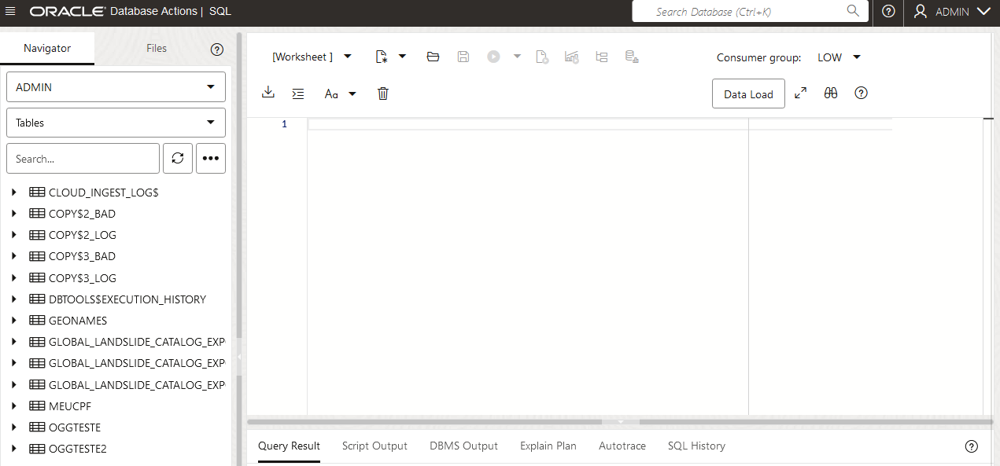 ORACLE Database Actions | SQL
Search Database (Ctrl+K)
ADMIN
Navigator
Files
ADMIN
Tables
Search...
CLOUD_INGEST_LOG$
COPY$2_BAD
COPY$2_LOG
COPY$3_BAD
COPY$3_LOG
DBTOOLS$EXECUTION_HISTORY
GEONAMES
GLOBAL_LANDSLIDE_CATALOG_EXP
GLOBAL_LANDSLIDE_CATALOG_EXP
GLOBAL_LANDSLIDE_CATALOG_EXP
MEUCPF
OGGTESTE
OGGTESTE2
[Worksheet ]
Consumer group: LOW
Aa
Data Load
1
Query Result
Script Output
DBMS Output
Explain Plan
Autotrace
SQL History